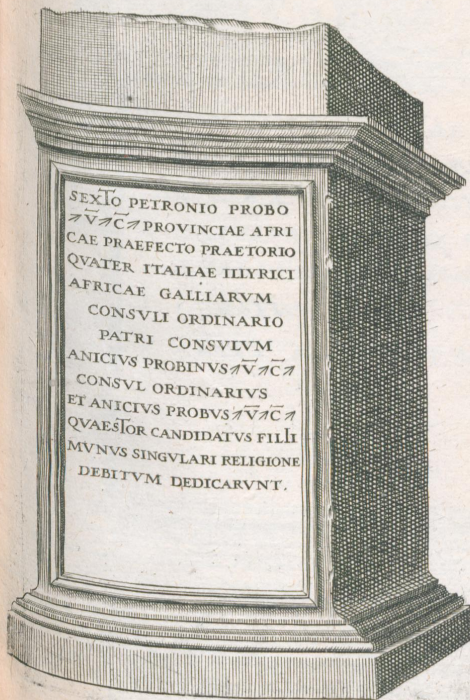 SEXTO PETRONIO PROBO
↗V̅↗C̅↗PROVINCIAE AFRI
CAE PRAEFECTO PRAETORIO
QVATER ITALIAE ILLYRICI
AFRICAE GALLIARVM
CONSVLI ORDINARIO
PATRI CONSVLVM
ANICIVS PROBINVS↗V̅↗C̅↗
CONSVL ORDINARIVS
ET ANICIVS PROBVS↗V̅↗C̅↗
QVAESTOR CANDIDATVS FILII
MVNVS SINGVLARI RELIGIONE
DEBITVM DEDICARVNT.